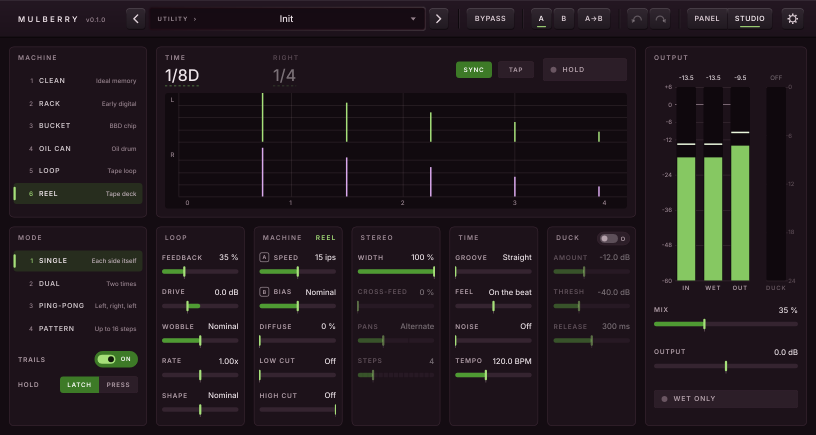 MULBERRY v0.1.0
UTILITY › Init
BYPASS A B A→B PANEL STUDIO
MACHINE
1 CLEAN Ideal memory
2 RACK Early digital
3 BUCKET BBD chip
4 OIL CAN Oil drum
5 LOOP Tape loop
6 REEL Tape deck
TIME RIGHT
1/8D 1/4 SYNC TAP HOLD
L
R
0 1 2 3 4
OUTPUT
-13.5 -13.5 -9.5 OFF
+6 0
0
-6 -6
-12
-12
-24
-36 -18
-48
-60 -24
IN WET OUT DUCK
MIX 35 %
OUTPUT 0.0 dB
WET ONLY
MODE
1 SINGLE Each side itself
2 DUAL Two times
3 PING-PONG Left, right, left
4 PATTERN Up to 16 steps
TRAILS ON
HOLD LATCH PRESS
LOOP
FEEDBACK 35 %
DRIVE 0.0 dB
WOBBLE Nominal
RATE 1.00x
SHAPE Nominal
MACHINE REEL
A SPEED 15 ips
B BIAS Nominal
DIFFUSE 0 %
LOW CUT Off
HIGH CUT Off
STEREO
WIDTH 100 %
CROSS-FEED 0 %
PANS Alternate
STEPS 4
TIME
GROOVE Straight
FEEL On the beat
NOISE Off
TEMPO 120.0 BPM
DUCK O
AMOUNT -12.0 dB
THRESH -40.0 dB
RELEASE 300 ms